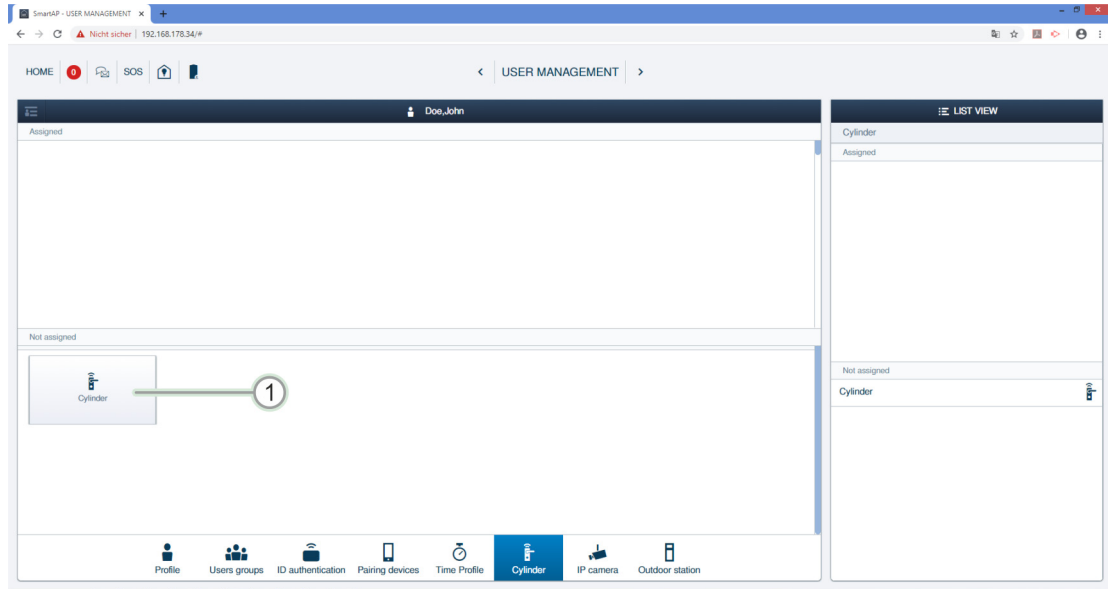 SmartAP - USER MANAGEMENT
Nicht sicher | 192.168.178.34/#
HOME 0 SOS USER MANAGEMENT
Doe,John
LIST VIEW
Assigned
Cylinder
Assigned
Not assigned
Cylinder
1
Not assigned
Cylinder
Profile Users groups ID authentication Pairing devices Time Profile Cylinder IP camera Outdoor station